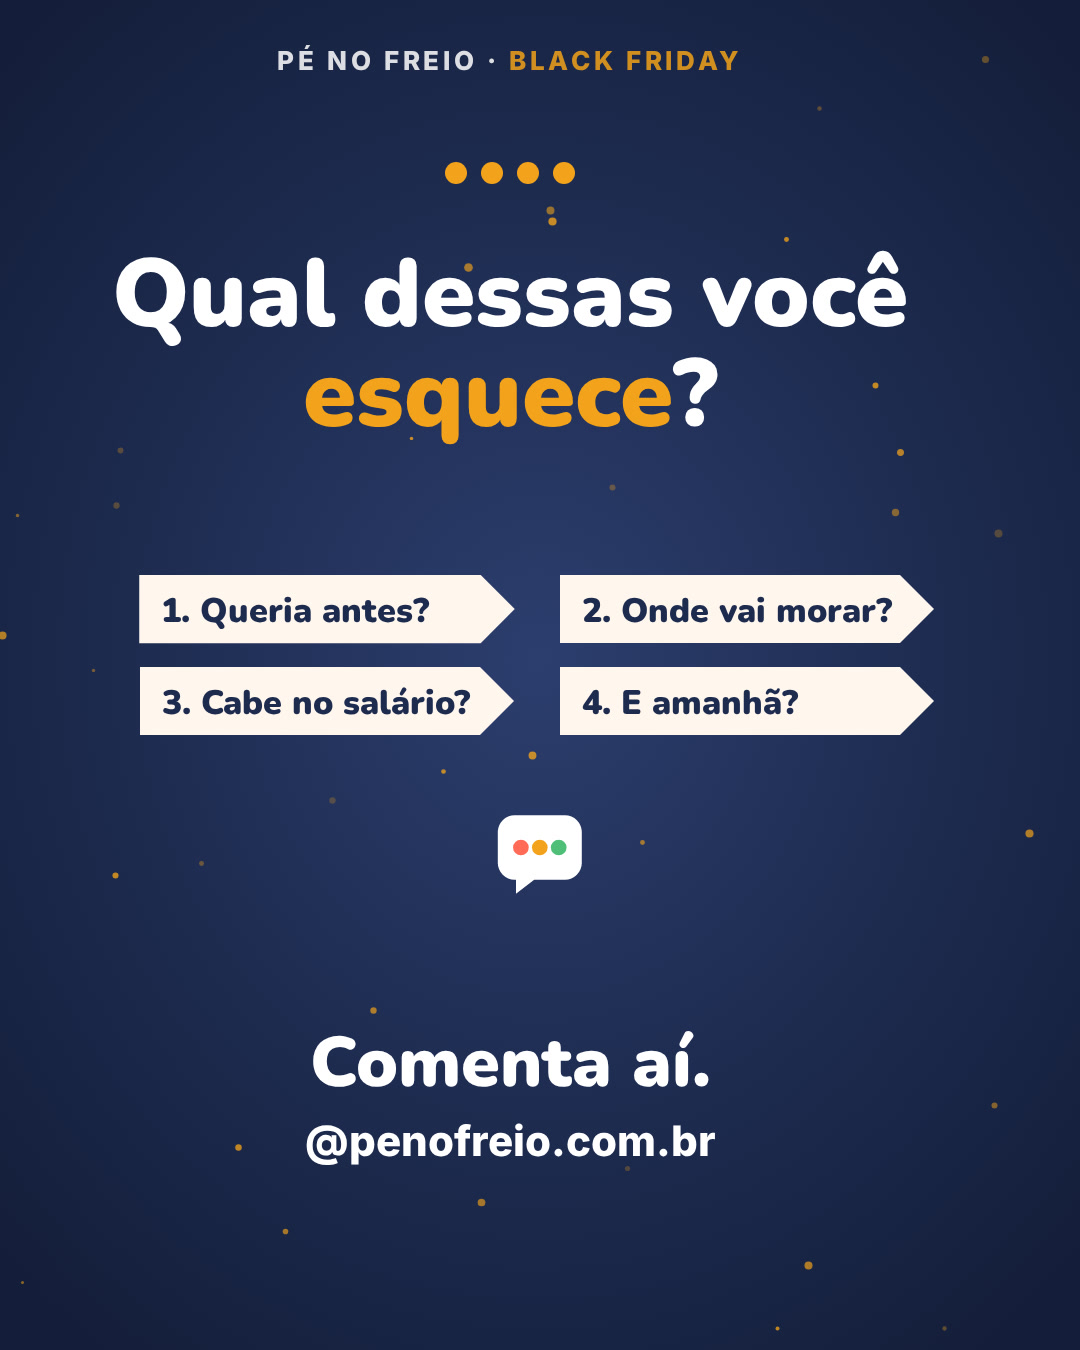 PÉ NO FREIO · BLACK FRIDAY
Qual dessas você
esquece?
1. Queria antes?
2. Onde vai morar?
3. Cabe no salário?
4. E amanhã?
Comenta aí.
@penofreio.com.br